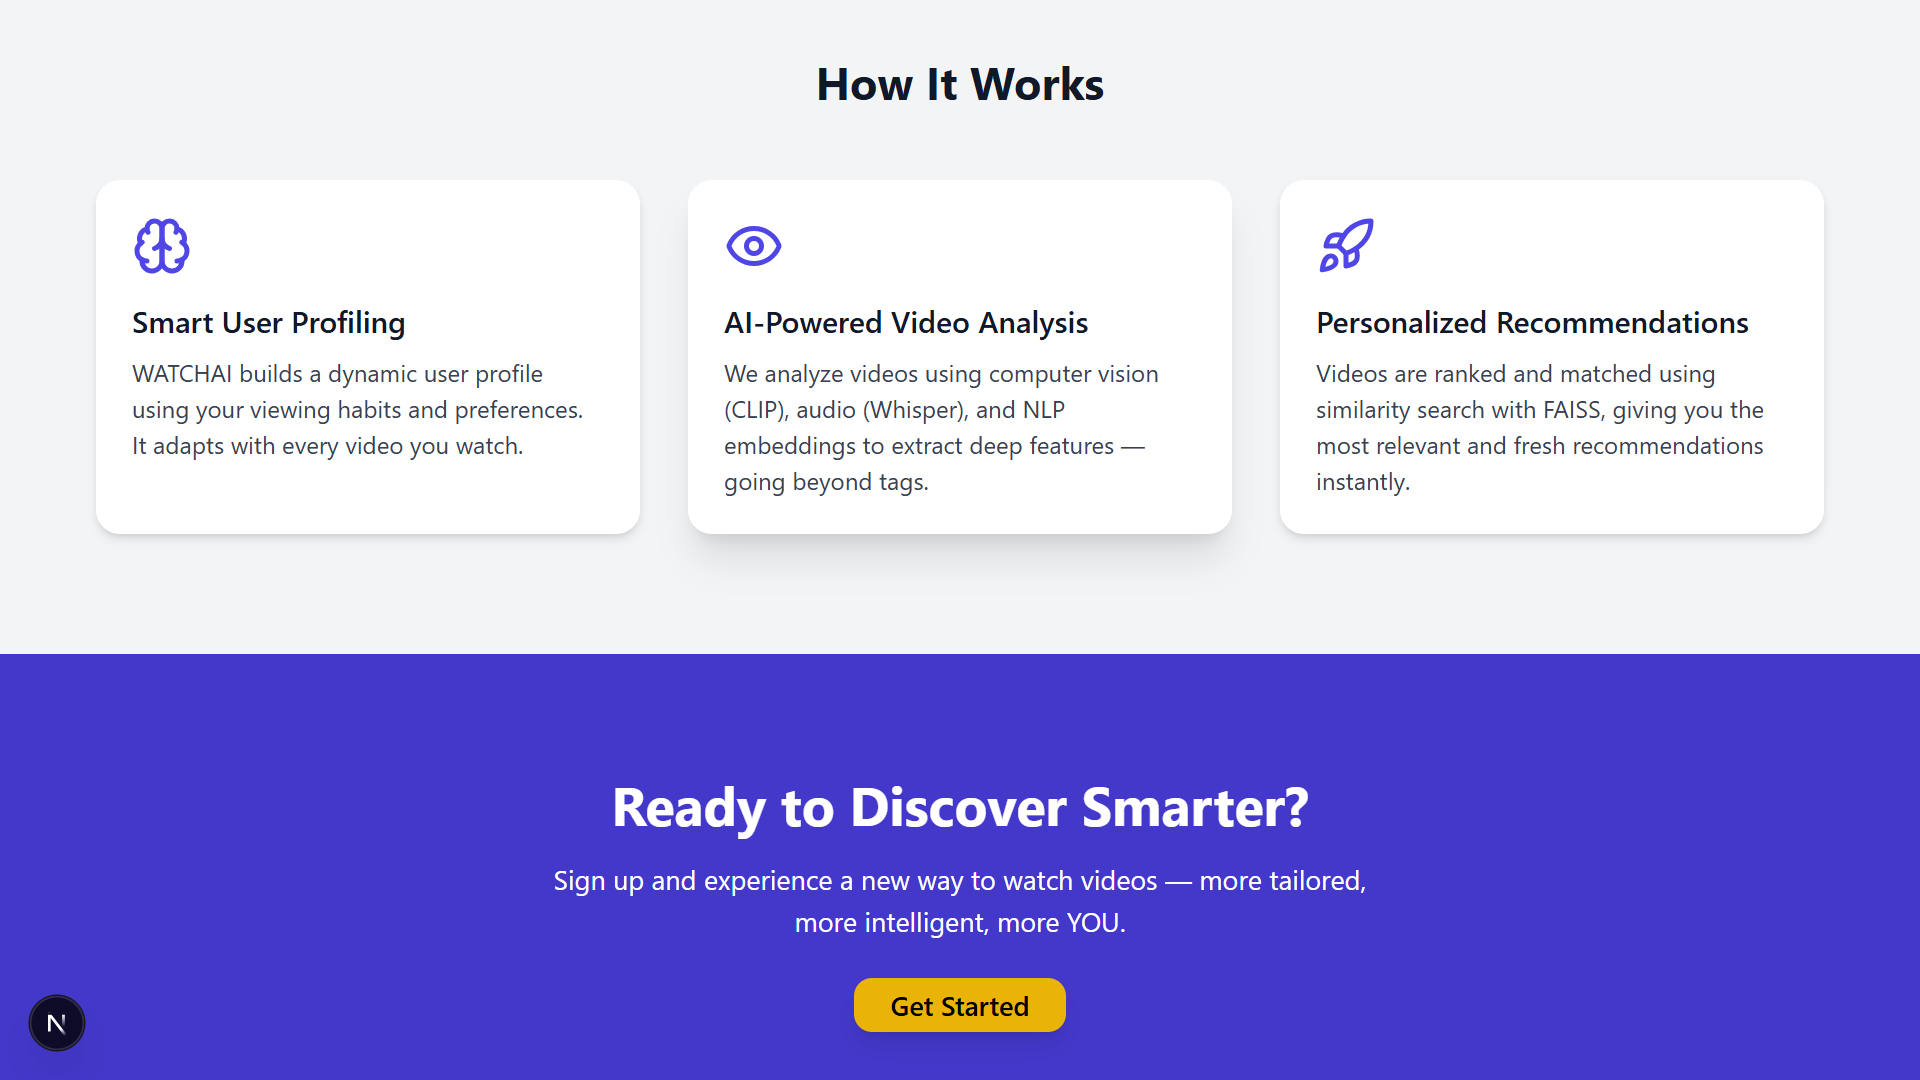 How It Works
Smart User Profiling
WATCHAI builds a dynamic user profile
using your viewing habits and preferences.
It adapts with every video you watch.
AI-Powered Video Analysis
We analyze videos using computer vision
(CLIP), audio (Whisper), and NLP
embeddings to extract deep features —
going beyond tags.
Personalized Recommendations
Videos are ranked and matched using
similarity search with FAISS, giving you the
most relevant and fresh recommendations
instantly.
Ready to Discover Smarter?
Sign up and experience a new way to watch videos — more tailored,
more intelligent, more YOU.
Get Started
N